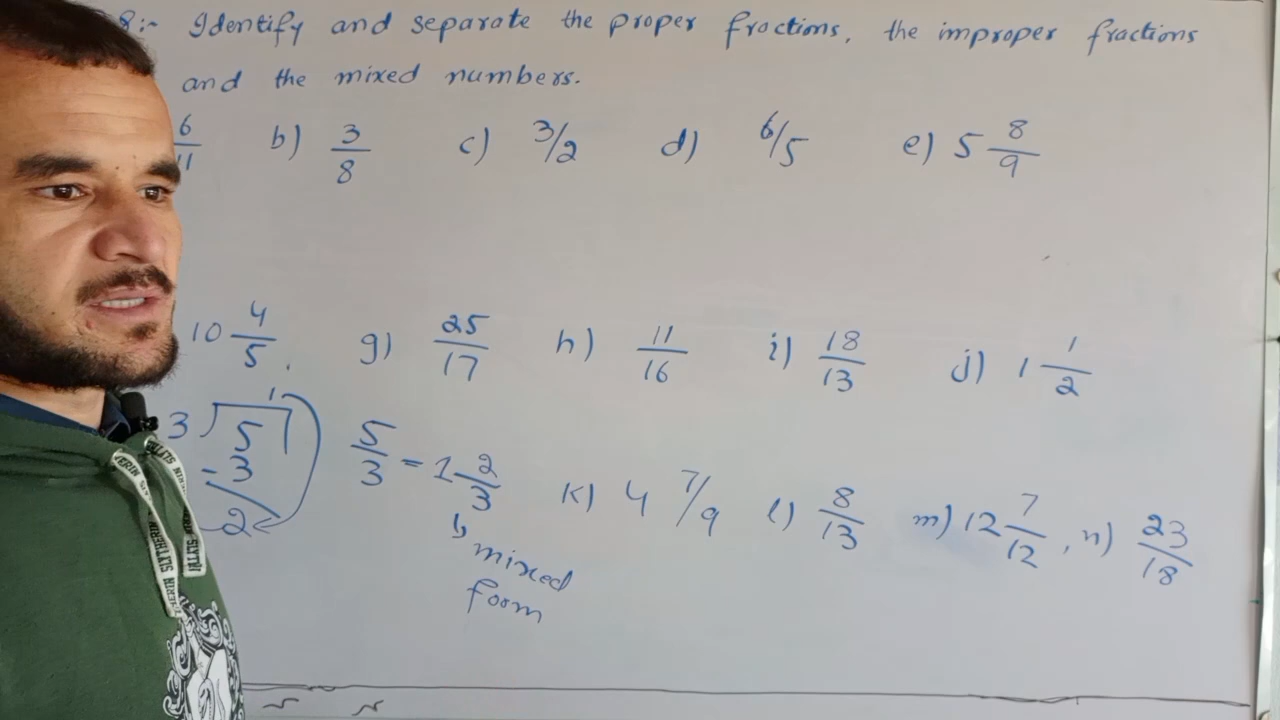 8:- Identify and separate the proper fractions, the improper fractions
and the mixed numbers.
6/11 b) 3/8 c) 3/2 d) 6/5 e) 5 8/9
10 4/5 g) 25/17 h) 11/16 i) 18/13 j) 1 1/2
1
3 5
-3
2
5/3 = 1 2/3
mixed
form
k) 4 7/9 l) 8/13 m) 12 7/12, n) 23/18